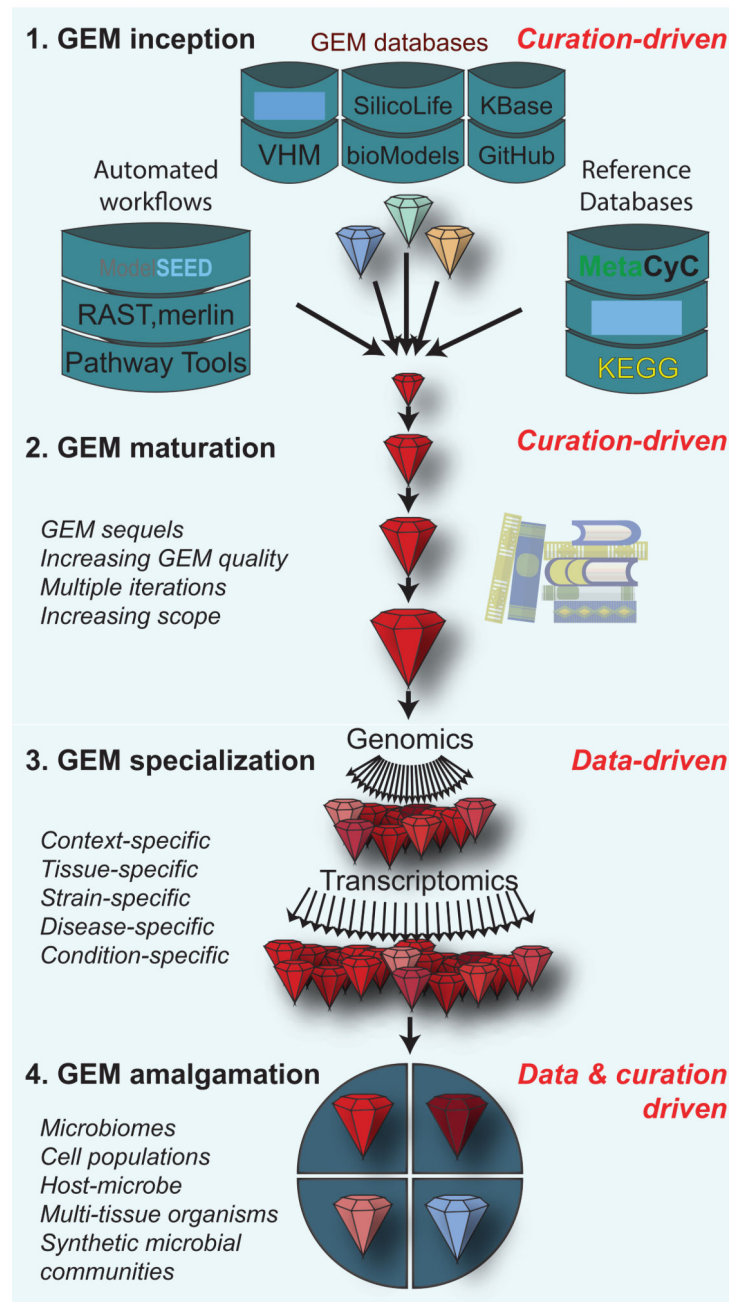 1. GEM inception
GEM databases
Curation-driven
SilicoLife
KBase
VHM
bioModels
GitHub
Automated
workflows
ModelSEED
RAST,merlin
Pathway Tools
Reference
Databases
MetaCyC
KEGG
2. GEM maturation
Curation-driven
GEM sequels
Increasing GEM quality
Multiple iterations
Increasing scope
3. GEM specialization
Data-driven
Genomics
Context-specific
Tissue-specific
Strain-specific
Disease-specific
Condition-specific
Transcriptomics
4. GEM amalgamation
Data & curation
driven
Microbiomes
Cell populations
Host-microbe
Multi-tissue organisms
Synthetic microbial
communities